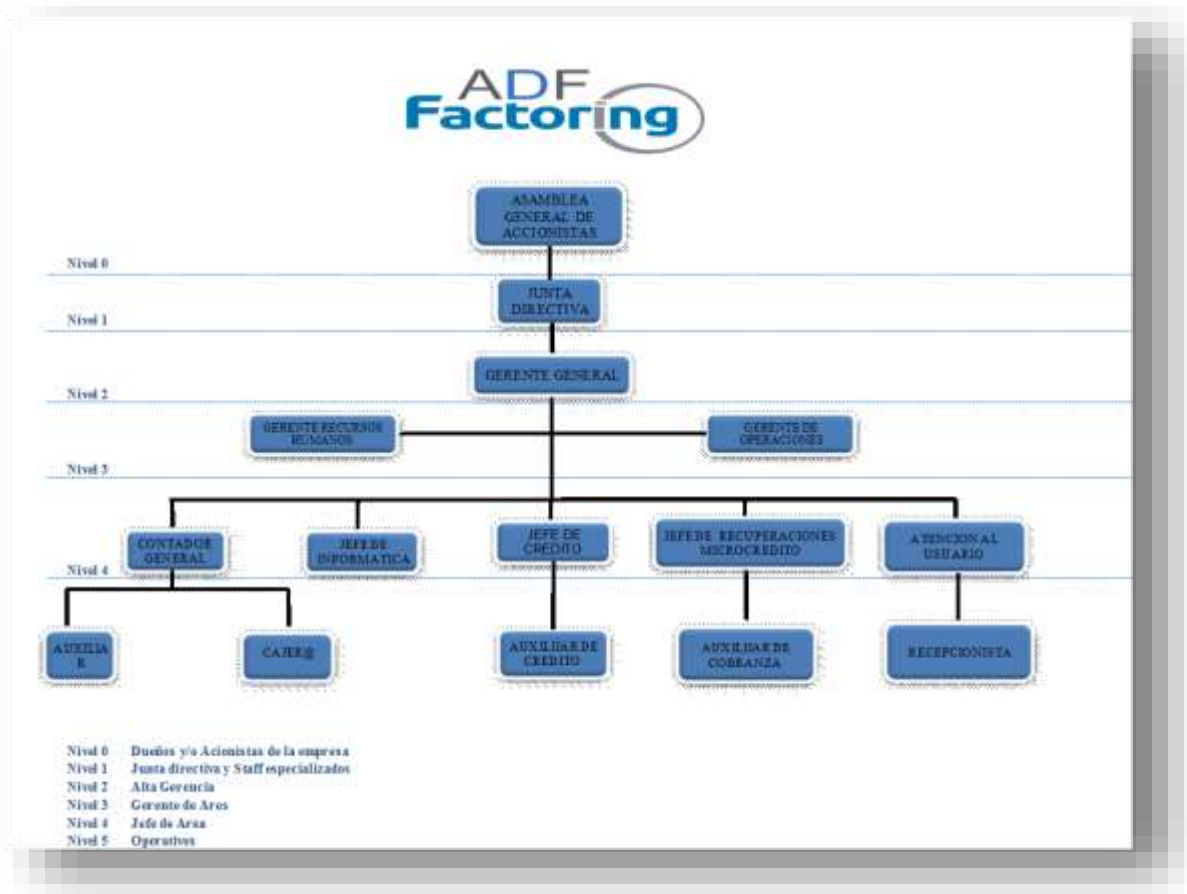 ADF
Factoring
ASAMBLEA
GENERAL DE
ACCIONISTAS
Nivel 0
JUNTA
DIRECTIVA
Nivel 1
GERENTE GENERAL
Nivel 2
GERENTE RECURSOS
HUMANOS
GERENTE DE
OPERACIONES
Nivel 3
CONTADOR
GENERAL
JEFE DE
INFORMATICA
JEFE DE
CREDITO
JEFE DE RECUPERACIONES
MICROCREDITO
ATENCION AL
USUARIO
Nivel 4
AUXILIA
R
CAJER@
AUXILIIAR DE
CREDITO
AUXILIAR DE
COBRANZA
RECEPCIONISTA
Nivel 0 Dueños y/o Acionistas de la empresa
Nivel 1 Junta directiva y Staff especializados
Nivel 2 Alta Gerencia
Nivel 3 Gerente de Ares
Nivel 4 Jefe de Area
Nivel 5 Operativos